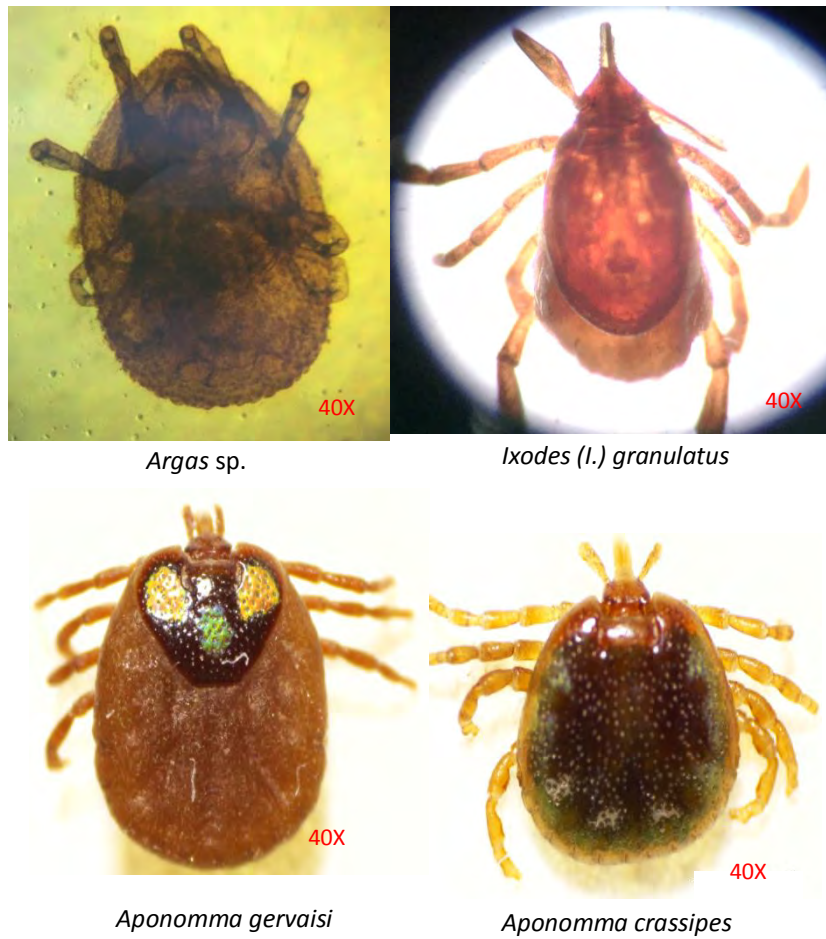 40X
40X
Argas sp.
Ixodes (I.) granulatus
40X
40X
Aponomma gervaisi
Aponomma crassipes